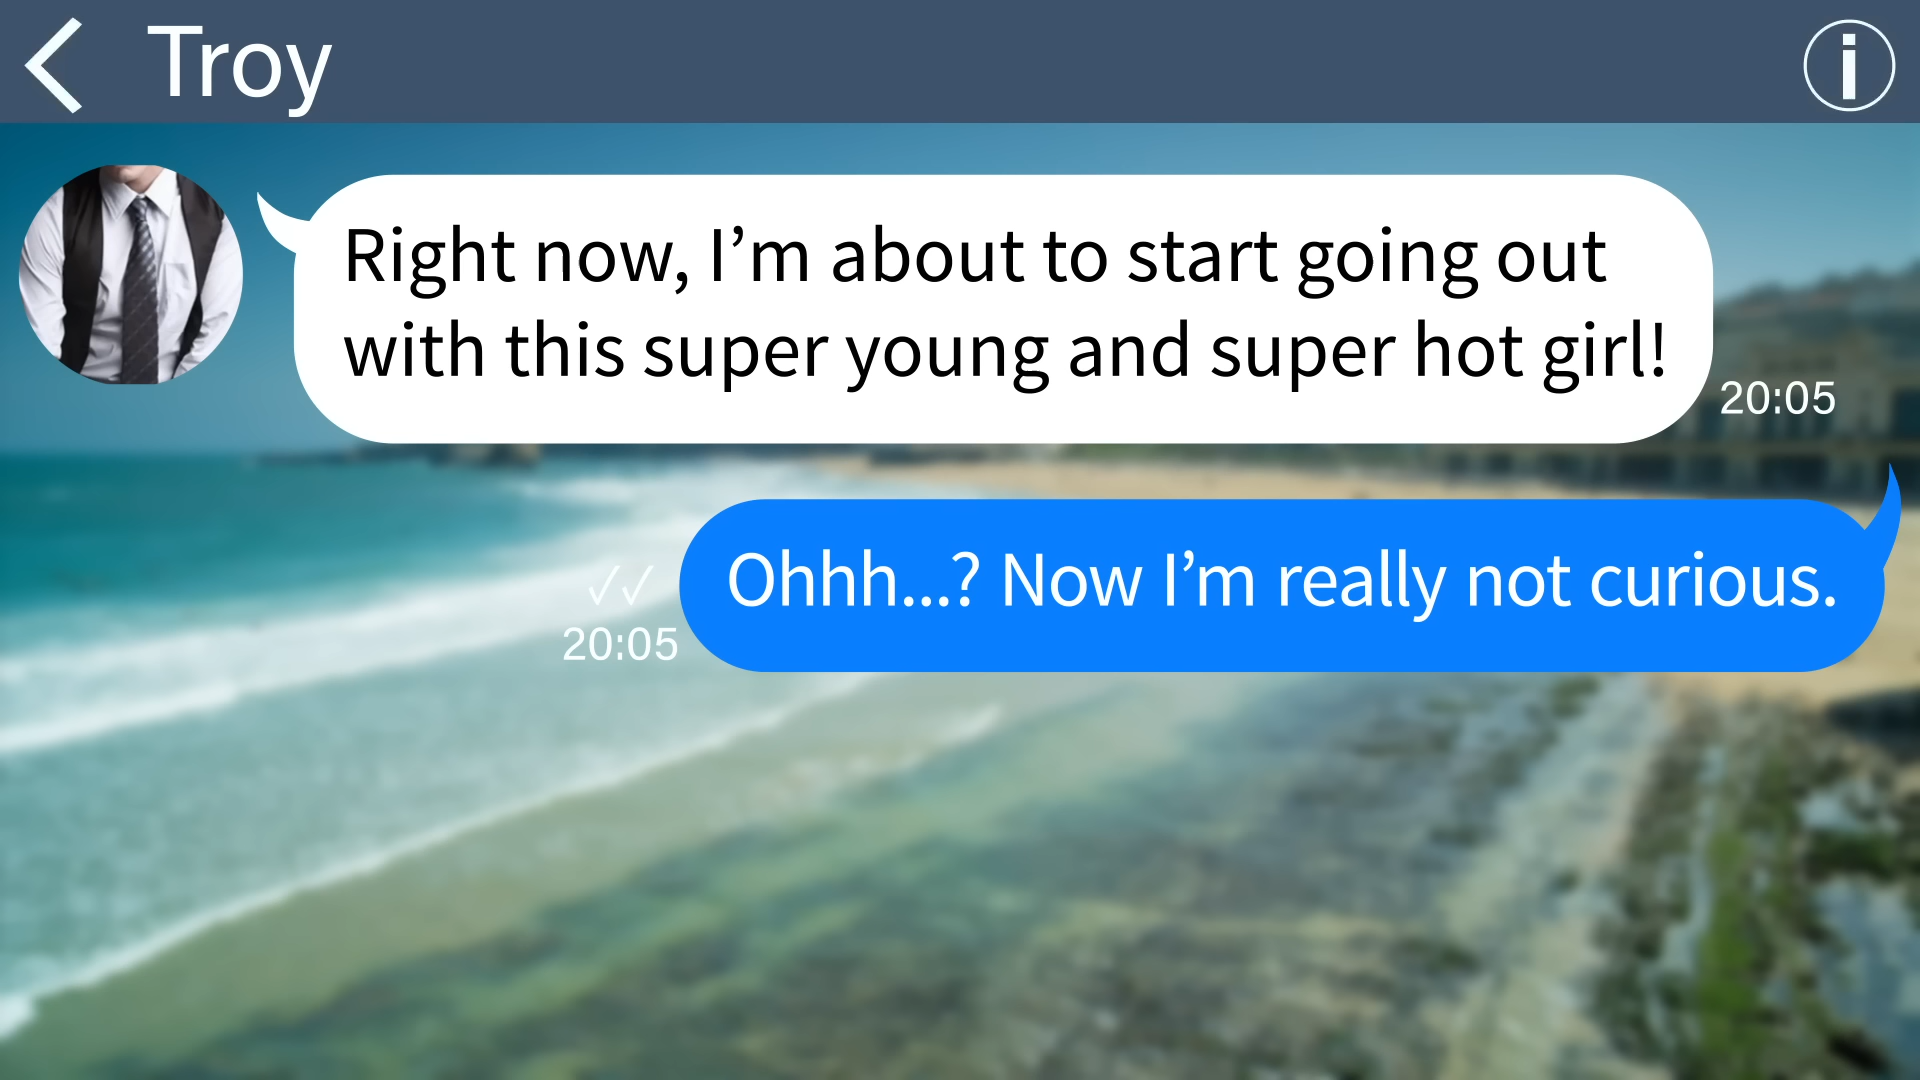 Troy
Right now, I’m about to start going out
with this super young and super hot girl!
20:05
Ohhh...? Now I’m really not curious.
✓✓
20:05